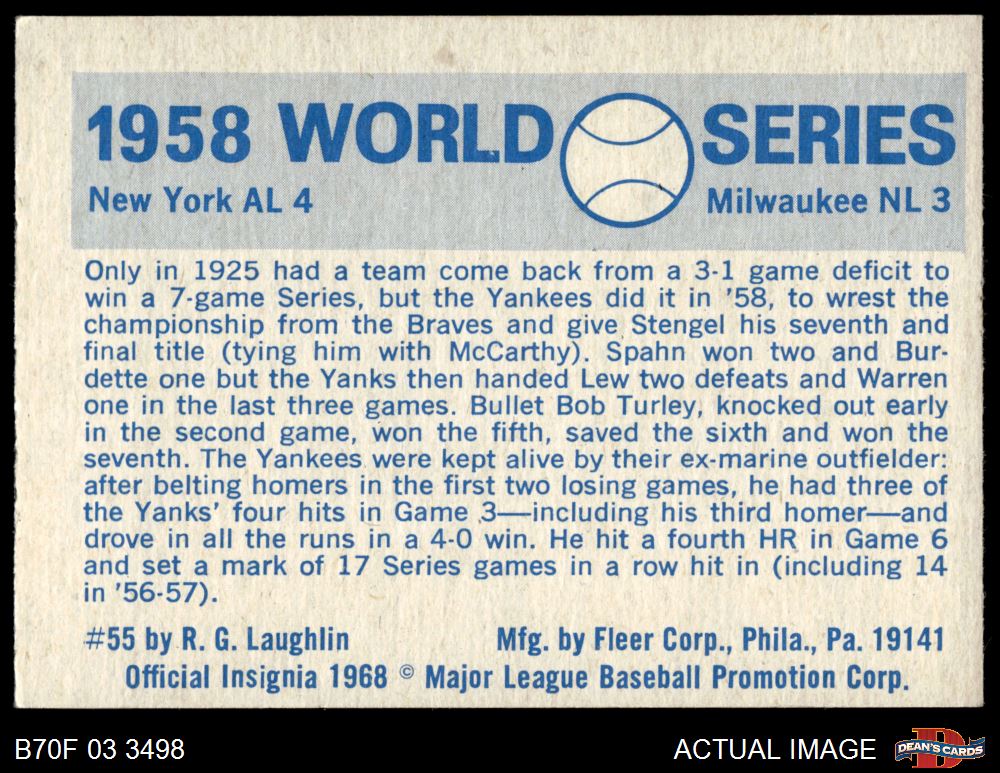 1958 WORLD SERIES
New York AL 4
Milwaukee NL 3
Only in 1925 had a team come back from a 3-1 game deficit to
win a 7-game Series, but the Yankees did it in '58, to wrest the
championship from the Braves and give Stengel his seventh and
final title (tying him with McCarthy). Spahn won two and Bur-
dette one but the Yanks then handed Lew two defeats and Warren
one in the last three games. Bullet Bob Turley, knocked out early
in the second game, won the fifth, saved the sixth and won the
seventh. The Yankees were kept alive by their ex-marine outfielder:
after belting homers in the first two losing games, he had three of
the Yanks' four hits in Game 3—including his third homer—and
drove in all the runs in a 4-0 win. He hit a fourth HR in Game 6
and set a mark of 17 Series games in a row hit in (including 14
in '56-57).
#55 by R. G. Laughlin
Mfg. by Fleer Corp., Phila., Pa. 19141
Official Insignia 1968 © Major League Baseball Promotion Corp.
B70F 03 3498
ACTUAL IMAGE
D
DEAN'S CARDS